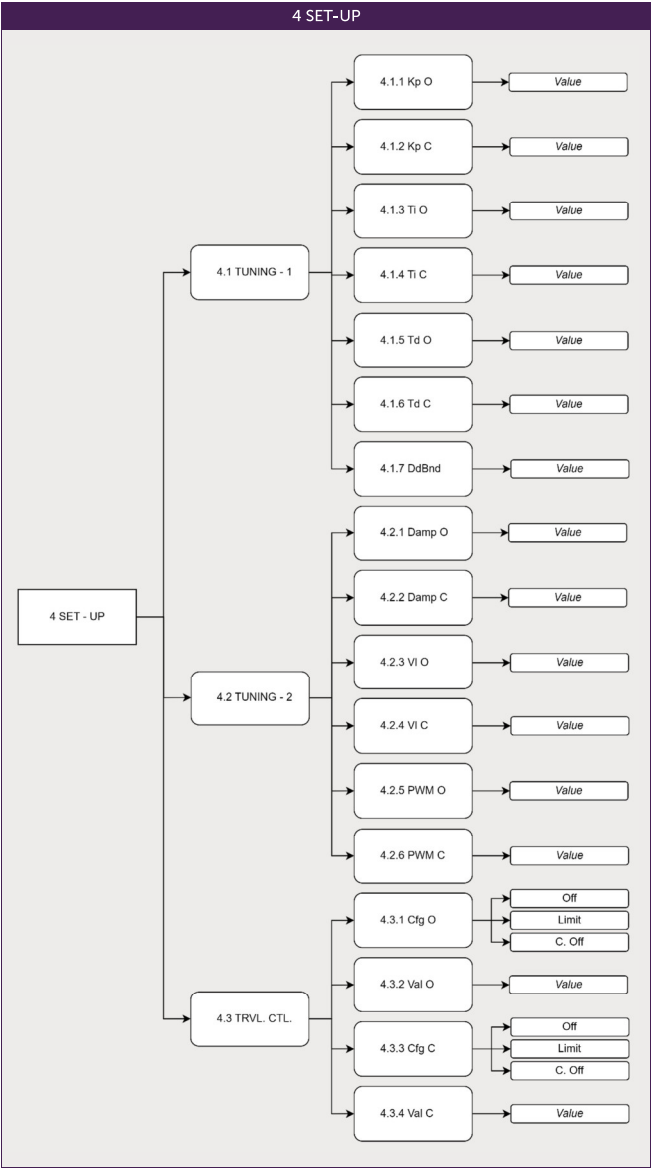 4 SET-UP
4.1.1 Kp O
Value
4.1.2 Kp C
Value
4.1.3 Ti O
Value
4.1 TUNING - 1
4.1.4 Ti C
Value
4.1.5 Td O
Value
4.1.6 Td C
Value
4.1.7 DdBnd
Value
4.2.1 Damp O
Value
4 SET - UP
4.2.2 Damp C
Value
4.2.3 Vl O
Value
4.2 TUNING - 2
4.2.4 Vl C
Value
4.2.5 PWM O
Value
4.2.6 PWM C
Value
4.3.1 Cfg O
Off
Limit
C. Off
4.3.2 Val O
Value
4.3 TRVL. CTL.
4.3.3 Cfg C
Off
Limit
C. Off
4.3.4 Val C
Value